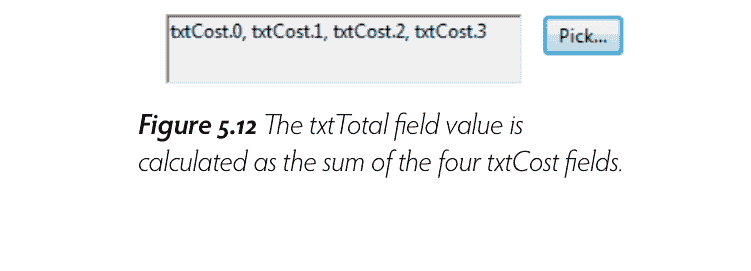 txtCost.0, txtCost.1, txtCost.2, txtCost.3 Pick...
Figure 5.12 The txtTotal field value is
calculated as the sum of the four txtCost fields.